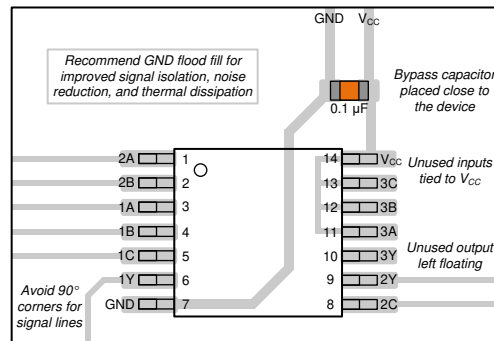 GND VCC
Recommend GND flood fill for
improved signal isolation, noise
reduction, and thermal dissipation
Bypass capacitor
placed close to
the device
0.1 µF
2A 1 14 VCC
Unused inputs
tied to VCC
2B 2 13 3C
1A 3 12 3B
1B 4 11 3A
1C 5 10 3Y
Unused output
left floating
1Y 6 9 2Y
Avoid 90°
corners for
signal lines
GND 7 8 2C